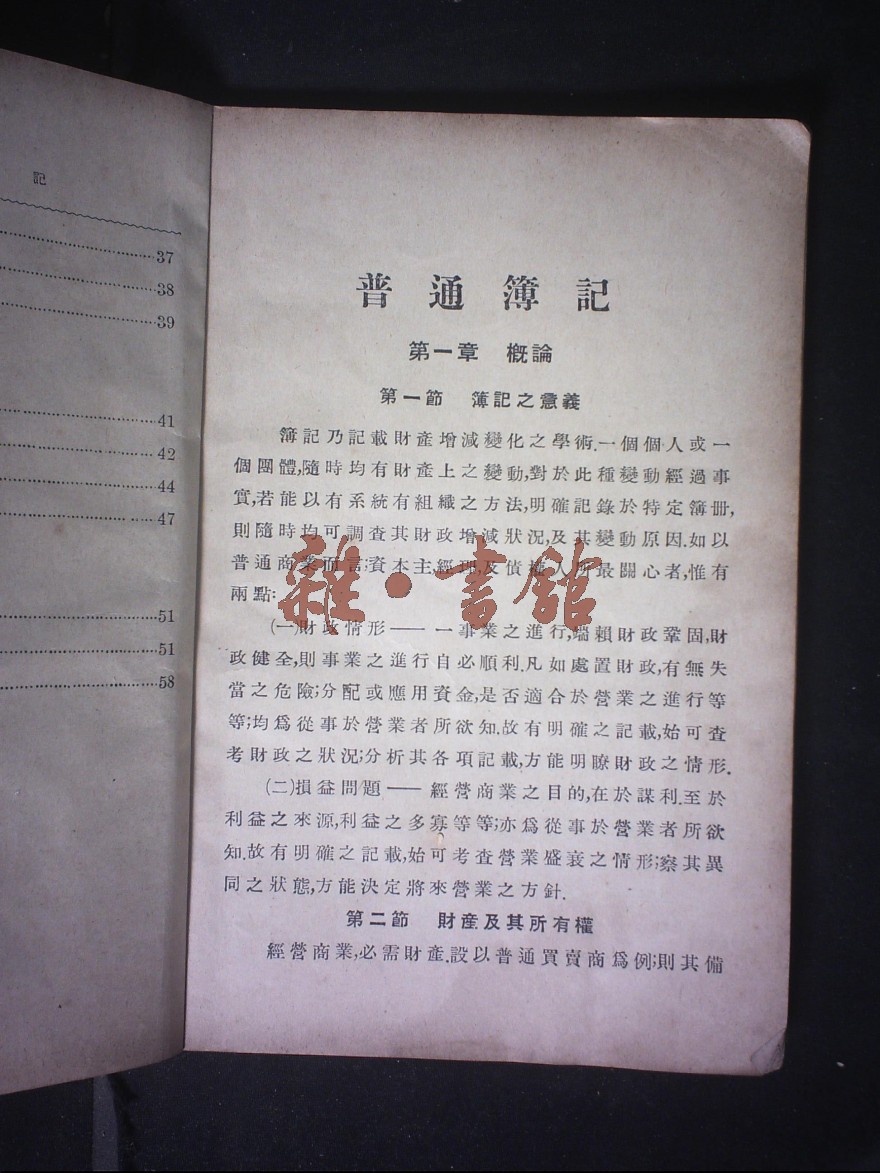 記
37
38
39
41
42
44
47
51
51
58
普通簿記
第一章 概論
第一節 簿記之意義
簿記乃記載財產增減變化之學術.一個個人或一
個團體,隨時均有財產上之變動,對於此種變動經過事
實,若能以有系統有組織之方法,明確記錄於特定簿册,
則隨時均可調查其財政增減狀況,及其變動原因.如以
普通商業而言;資本主,經理,及債權人所最關心者,惟有
兩點:
雜·書館
(一)財政情形—— 一事業之進行,端賴財政鞏固,財
政健全,則事業之進行自必順利.凡如處置財政,有無失
當之危險;分配或應用資金,是否適合於營業之進行等
等;均爲從事於營業者所欲知.故有明確之記載,始可查
考財政之狀況;分析其各項記載,方能明瞭財政之情形.
(二)損益問題—— 經營商業之目的,在於謀利.至於
利益之來源,利益之多寡等等;亦爲從事於營業者所欲
知.故有明確之記載,始可考查營業盛衰之情形;察其異
同之狀態,方能決定將來營業之方針.
第二節 財產及其所有權
經營商業,必需財產.設以普通買賣商爲例;則其備